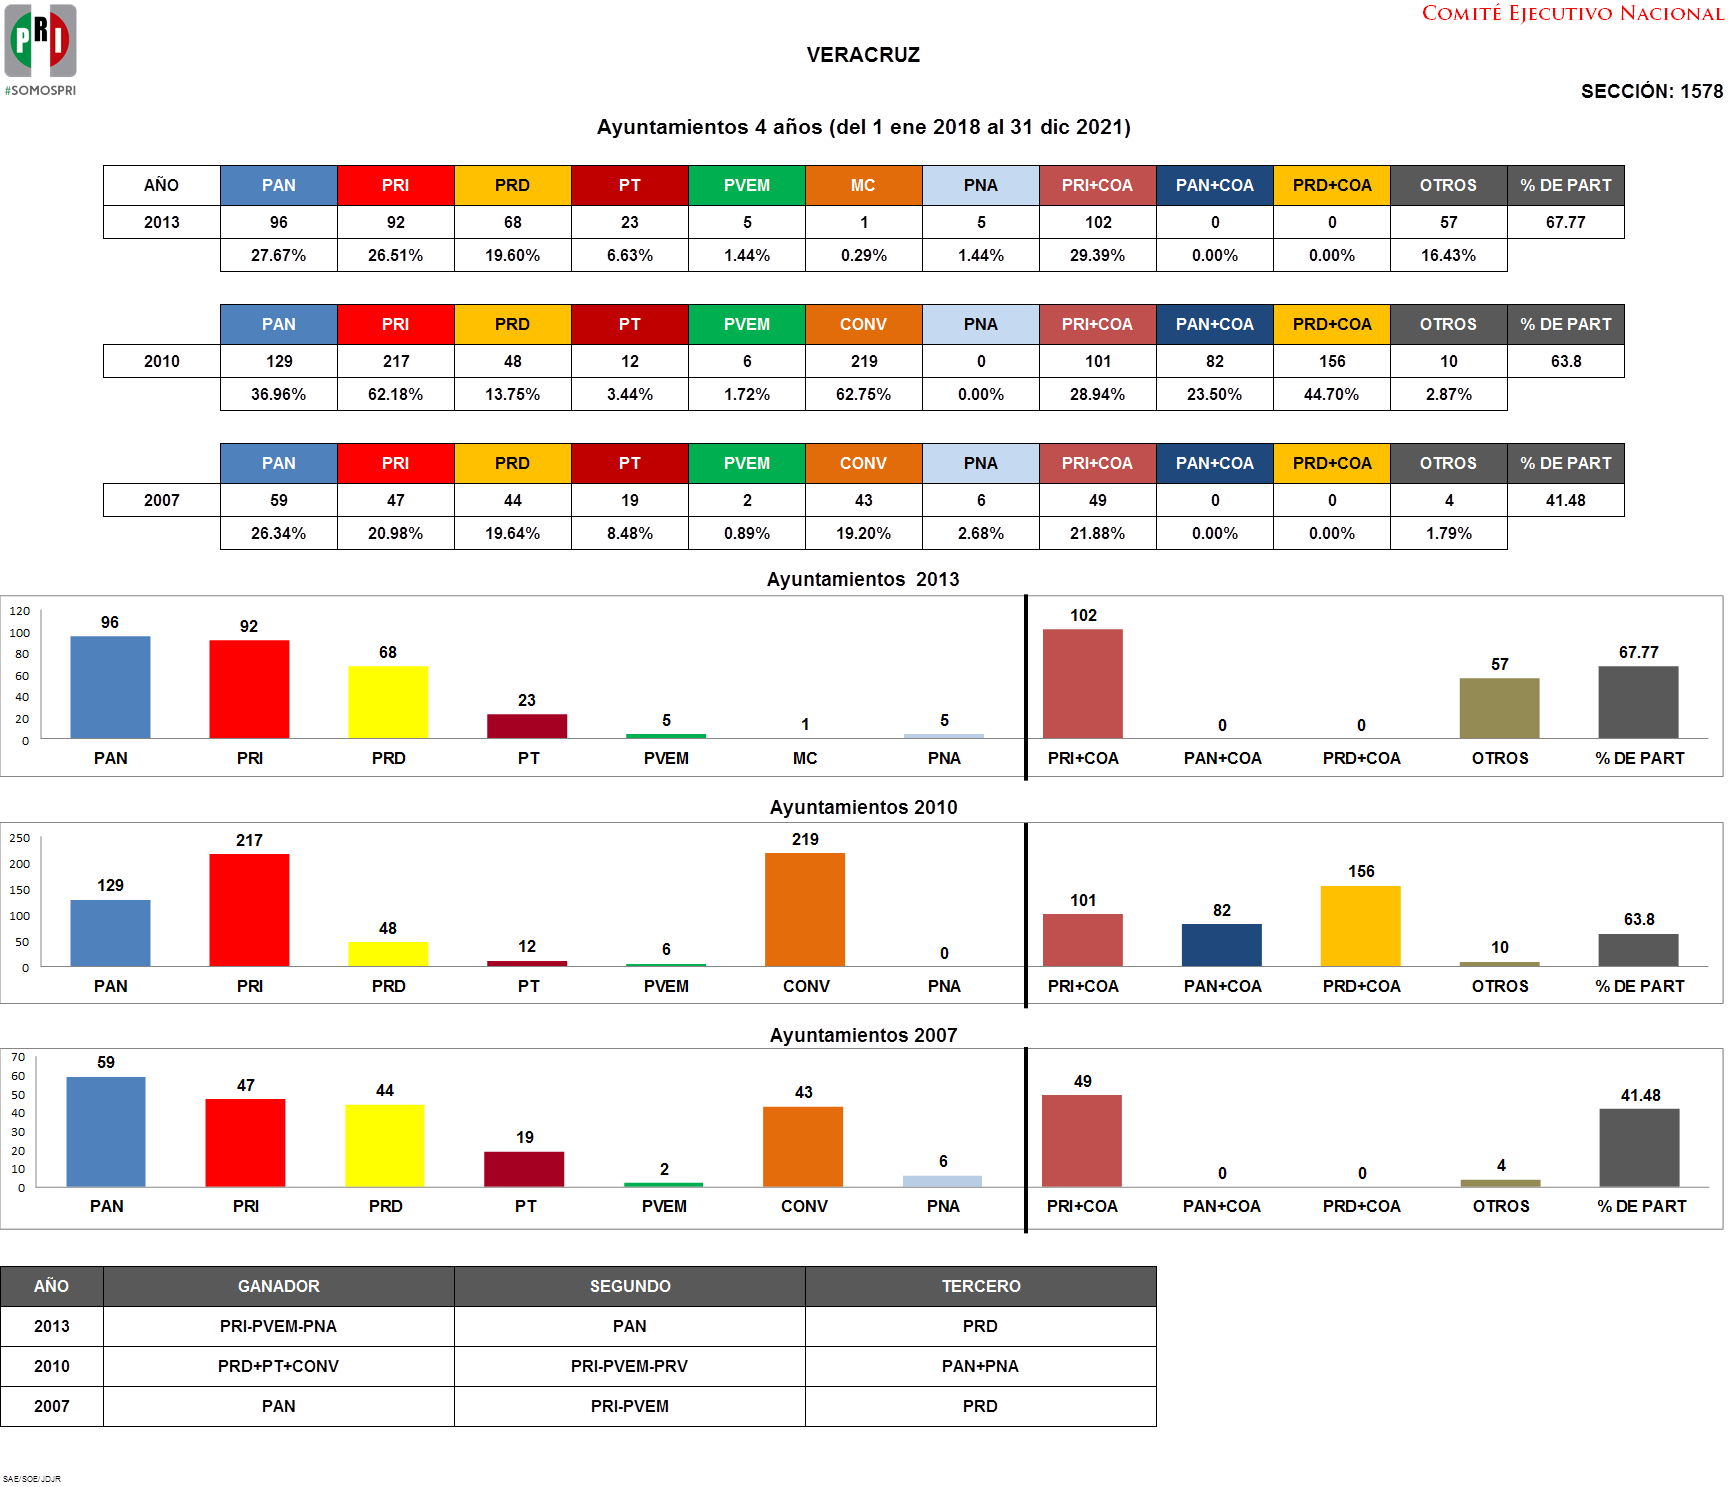 PRI
#SOMOSPRI
COMITÉ EJECUTIVO NACIONAL
VERACRUZ
SECCIÓN: 1578
Ayuntamientos 4 años (del 1 ene 2018 al 31 dic 2021)
AÑO PAN PRI PRD PT PVEM MC PNA PRI+COA PAN+COA PRD+COA OTROS % DE PART
2013 96 92 68 23 5 1 5 102 0 0 57 67.77
27.67% 26.51% 19.60% 6.63% 1.44% 0.29% 1.44% 29.39% 0.00% 0.00% 16.43%
PAN PRI PRD PT PVEM CONV PNA PRI+COA PAN+COA PRD+COA OTROS % DE PART
2010 129 217 48 12 6 219 0 101 82 156 10 63.8
36.96% 62.18% 13.75% 3.44% 1.72% 62.75% 0.00% 28.94% 23.50% 44.70% 2.87%
PAN PRI PRD PT PVEM CONV PNA PRI+COA PAN+COA PRD+COA OTROS % DE PART
2007 59 47 44 19 2 43 6 49 0 0 4 41.48
26.34% 20.98% 19.64% 8.48% 0.89% 19.20% 2.68% 21.88% 0.00% 0.00% 1.79%
Ayuntamientos 2013
120
100
80
60
40
20
0
96 92 68 23 5 1 5 102 0 0 57 67.77
PAN PRI PRD PT PVEM MC PNA PRI+COA PAN+COA PRD+COA OTROS % DE PART
Ayuntamientos 2010
250
200
150
100
50
0
129 217 48 12 6 219 0 101 82 156 10 63.8
PAN PRI PRD PT PVEM CONV PNA PRI+COA PAN+COA PRD+COA OTROS % DE PART
Ayuntamientos 2007
70
60
50
40
30
20
10
0
59 47 44 19 2 43 6 49 0 0 4 41.48
PAN PRI PRD PT PVEM CONV PNA PRI+COA PAN+COA PRD+COA OTROS % DE PART
AÑO GANADOR SEGUNDO TERCERO
2013 PRI-PVEM-PNA PAN PRD
2010 PRD+PT+CONV PRI-PVEM-PRV PAN+PNA
2007 PAN PRI-PVEM PRD
SAE/SOE/JDJR